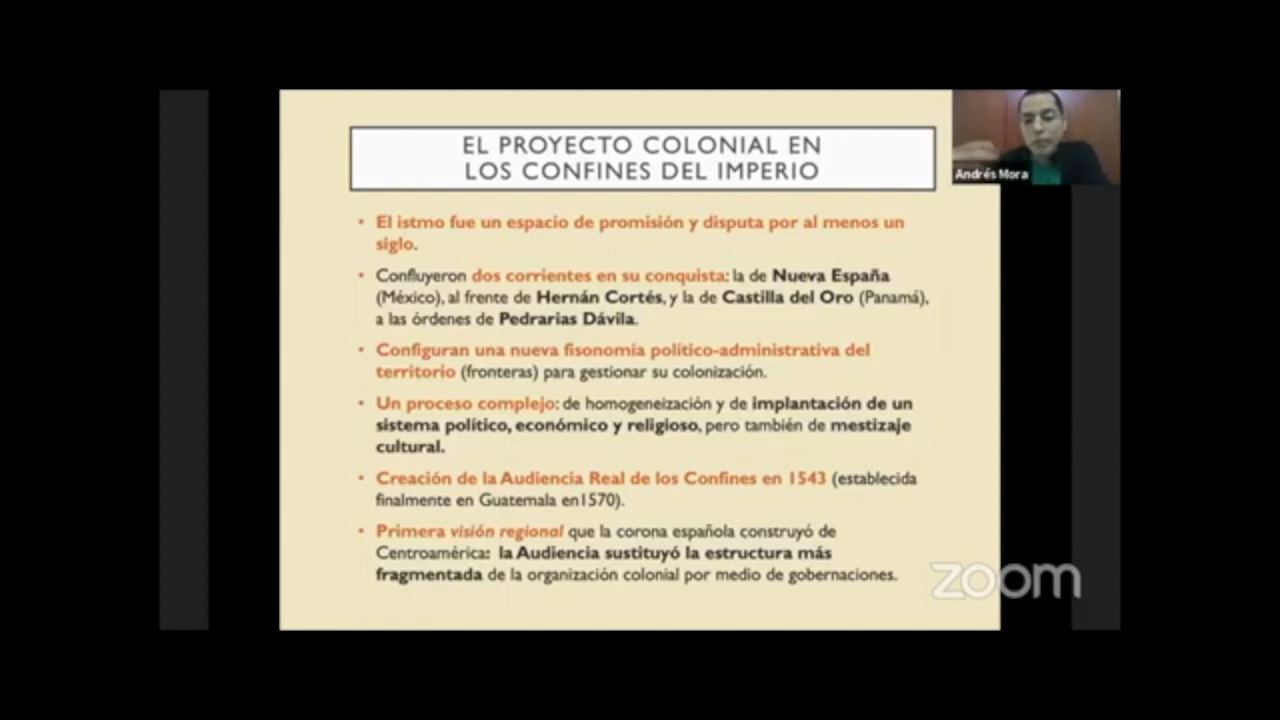 EL PROYECTO COLONIAL EN
LOS CONFINES DEL IMPERIO
Andrés Mora
• El istmo fue un espacio de promisión y disputa por al menos un
siglo.
• Confluyeron dos corrientes en su conquista: la de Nueva España
(México), al frente de Hernán Cortés, y la de Castilla del Oro (Panamá),
a las órdenes de Pedrarias Dávila.
• Configuran una nueva fisonomía político-administrativa del
territorio (fronteras) para gestionar su colonización.
• Un proceso complejo: de homogeneización y de implantación de un
sistema político, económico y religioso, pero también de mestizaje
cultural.
• Creación de la Audiencia Real de los Confines en 1543 (establecida
finalmente en Guatemala en1570).
• Primera visión regional que la corona española construyó de
Centroamérica: la Audiencia sustituyó la estructura más
fragmentada de la organización colonial por medio de gobernaciones.
zoom